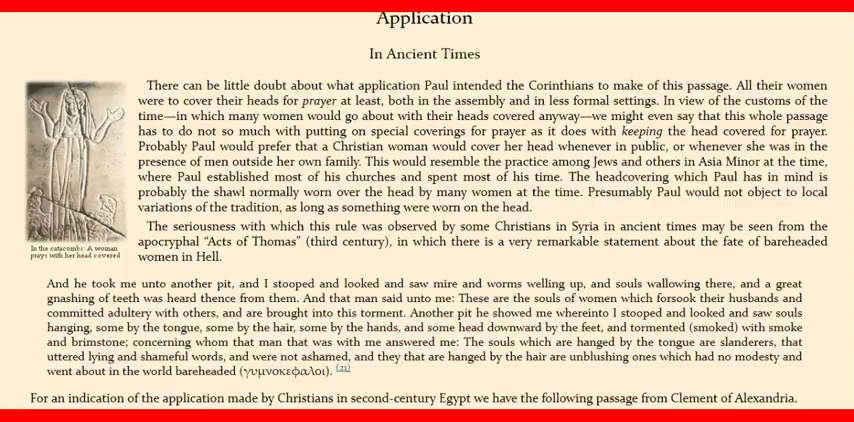 Application
In Ancient Times
There can be little doubt about what application Paul intended the Corinthians to make of this passage. All their women
were to cover their heads for prayer at least, both in the assembly and in less formal settings. In view of the customs of the
time—in which many women would go about with their heads covered anyway—we might even say that this whole passage
has to do not so much with putting on special coverings for prayer as it does with keeping the head covered for prayer.
Probably Paul would prefer that a Christian woman would cover her head whenever in public, or whenever she was in the
presence of men outside her own family. This would resemble the practice among Jews and others in Asia Minor at the time,
where Paul established most of his churches and spent most of his time. The headcovering which Paul has in mind is
probably the shawl normally worn over the head by many women at the time. Presumably Paul would not object to local
variations of the tradition, as long as something were worn on the head.
In the catacombs: A woman
prays with her head covered
The seriousness with which this rule was observed by some Christians in Syria in ancient times may be seen from the
apocryphal “Acts of Thomas” (third century), in which there is a very remarkable statement about the fate of bareheaded
women in Hell.
And he took me unto another pit, and I stooped and looked and saw mire and worms welling up, and souls wallowing there, and a great
gnashing of teeth was heard thence from them. And that man said unto me: These are the souls of women which forsook their husbands and
committed adultery with others, and are brought into this torment. Another pit he showed me whereinto I stooped and looked and saw souls
hanging, some by the tongue, some by the hair, some by the hands, and some head downward by the feet, and tormented (smoked) with smoke
and brimstone; concerning whom that man that was with me answered me: The souls which are hanged by the tongue are slanderers, that
uttered lying and shameful words, and were not ashamed, and they that are hanged by the hair are unblushing ones which had no modesty and
went about in the world bareheaded (γυμνοκεφαλοι). (21)
For an indication of the application made by Christians in second-century Egypt we have the following passage from Clement of Alexandria.